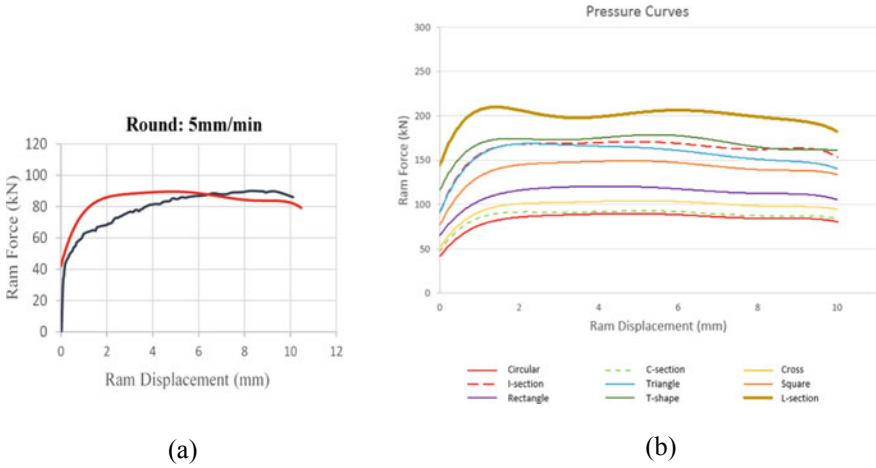 Round: 5mm/min
120
100
80
60
40
20
0
0 2 4 6 8 10 12
Ram Force (kN)
Ram Displacement (mm)
(a)
Pressure Curves
300
250
200
150
100
50
0
0 2 4 6 8 10
Ram Force (kN)
Ram Displacement (mm)
Circular C-section Cross
I-section Triangle Square
Rectangle T-shape L-section
(b)